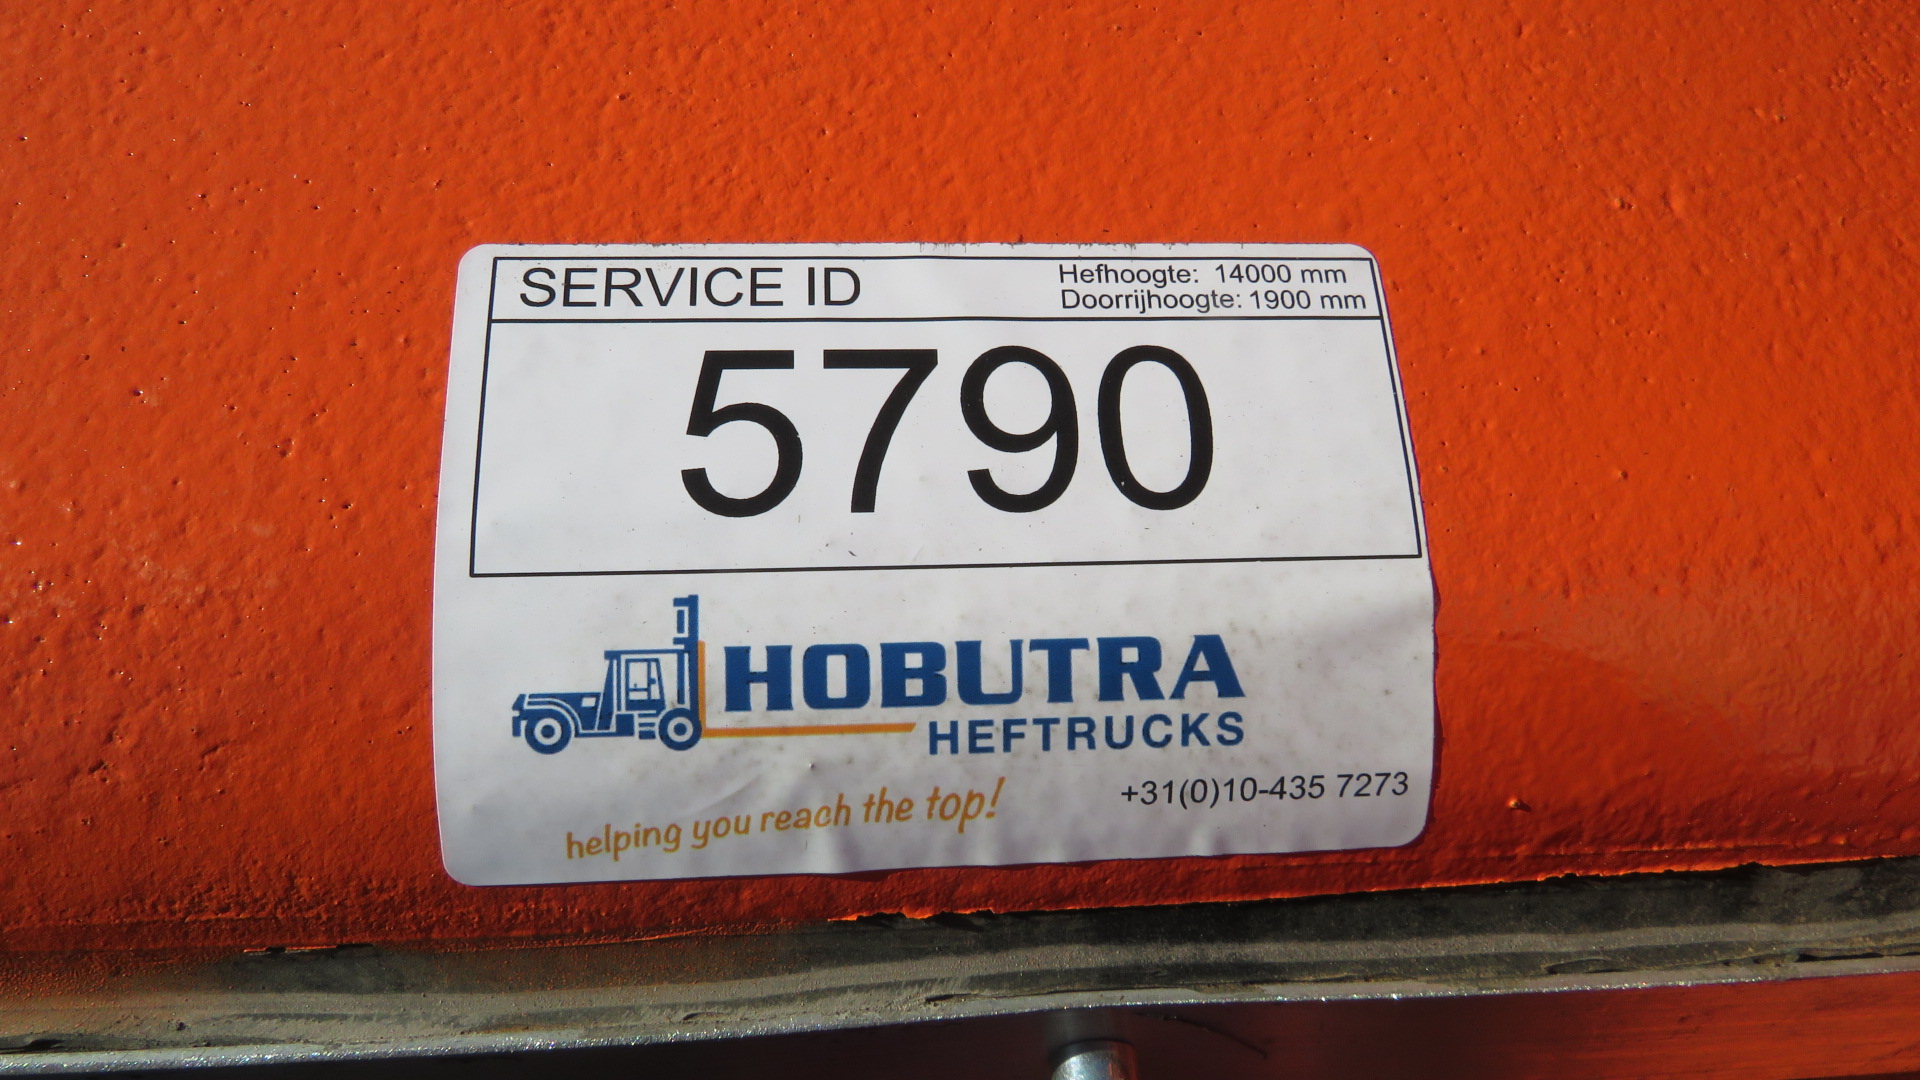 SERVICE ID
Hefhoogte: 14000 mm
Doorrijhoogte: 1900 mm
5790
HOBUTRA
HEFTRUCKS
helping you reach the top!
+31(0)10-435 7273